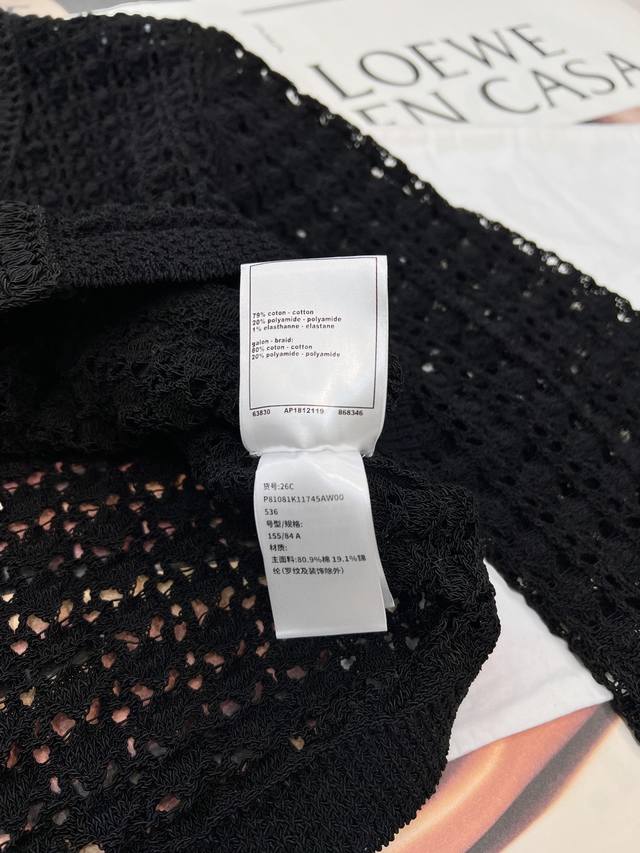 LOEWE
EN CASA
79% coton - cotton
20% polyamide - polyamide
1% elasthanne - elastane
galon - braid:
80% coton - cotton
20% polyamide - polyamide
63830 AP1812119 868346
货号:26C
P81081K11745AW00
536
号型/规格:
155/84 A
材质:
主面料:80.9%棉 19.1%锦
纶(罗纹及装饰除外)